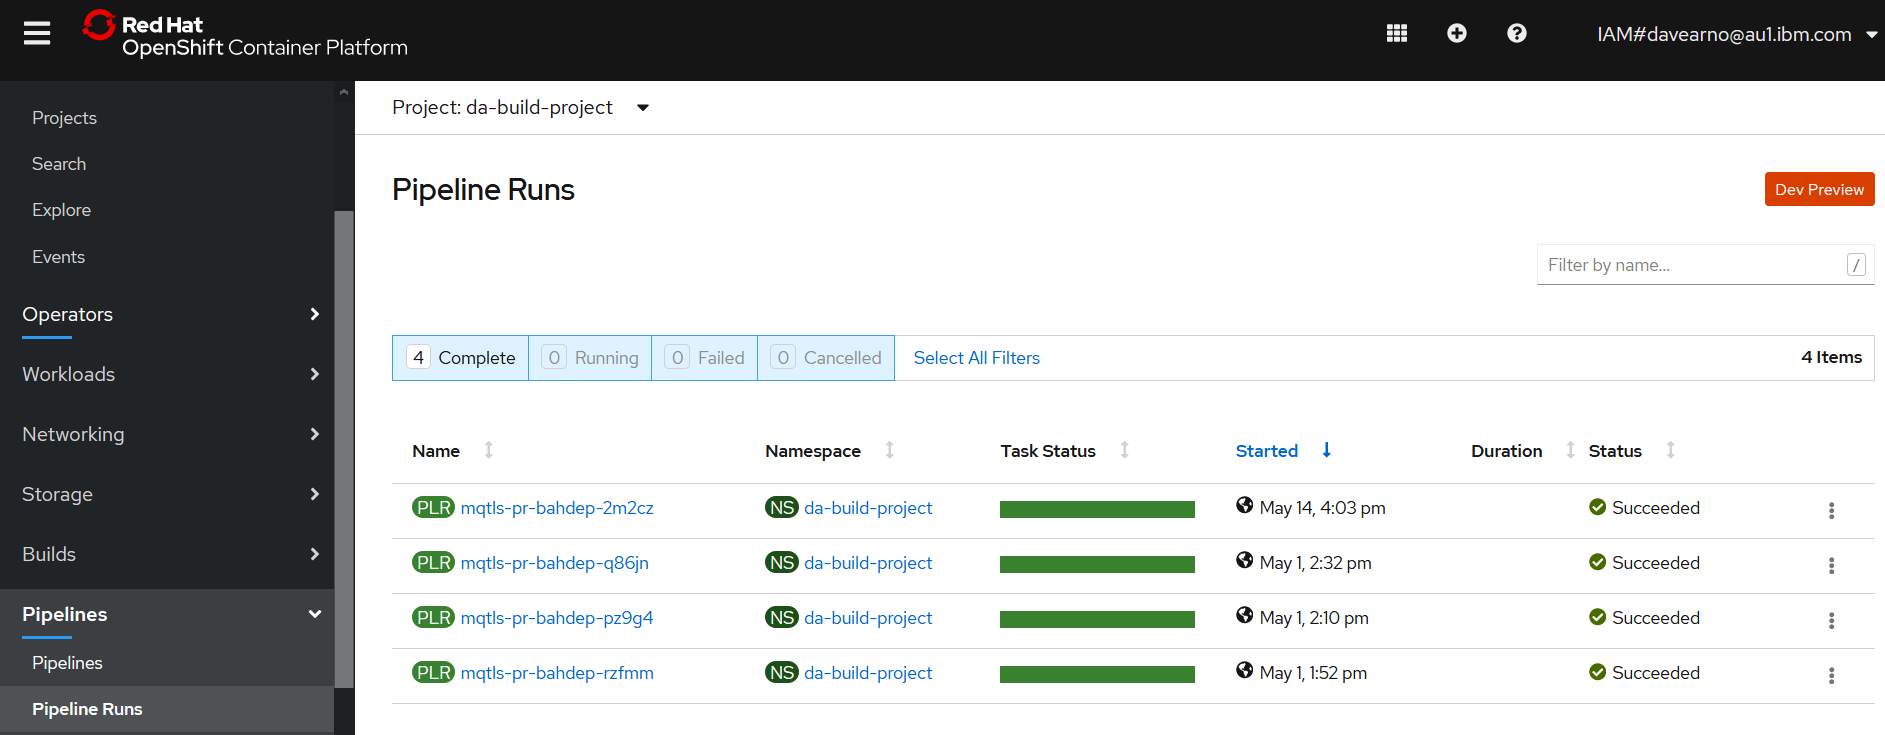 Red Hat
OpenShift Container Platform
IAM#davearno@au1.ibm.com
Projects
Search
Explore
Events
Operators
Workloads
Networking
Storage
Builds
Pipelines
Pipelines
Pipeline Runs
Project: da-build-project
Pipeline Runs
Dev Preview
Filter by name...
/
4 Complete 0 Running 0 Failed 0 Cancelled Select All Filters 4 Items
Name Namespace Task Status Started Duration Status
PLR mqtls-pr-bahdep-2m2cz NS da-build-project May 14, 4:03 pm Succeeded
PLR mqtls-pr-bahdep-q86jn NS da-build-project May 1, 2:32 pm Succeeded
PLR mqtls-pr-bahdep-pz9g4 NS da-build-project May 1, 2:10 pm Succeeded
PLR mqtls-pr-bahdep-rzfmm NS da-build-project May 1, 1:52 pm Succeeded